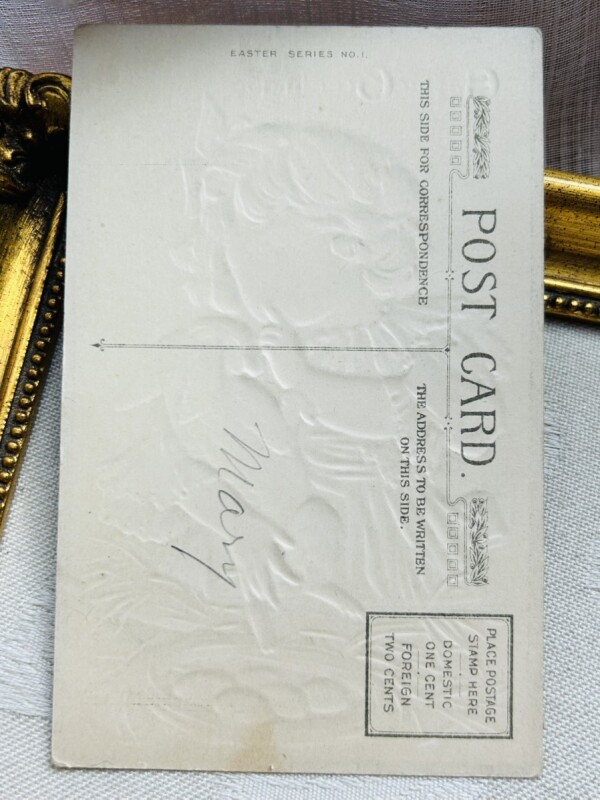 EASTER SERIES NO. 1.
POST CARD.
THIS SIDE FOR CORRESPONDENCE
THE ADDRESS TO BE WRITTEN
ON THIS SIDE.
PLACE POSTAGE
STAMP HERE
DOMESTIC
ONE CENT
FOREIGN
TWO CENTS
Mary